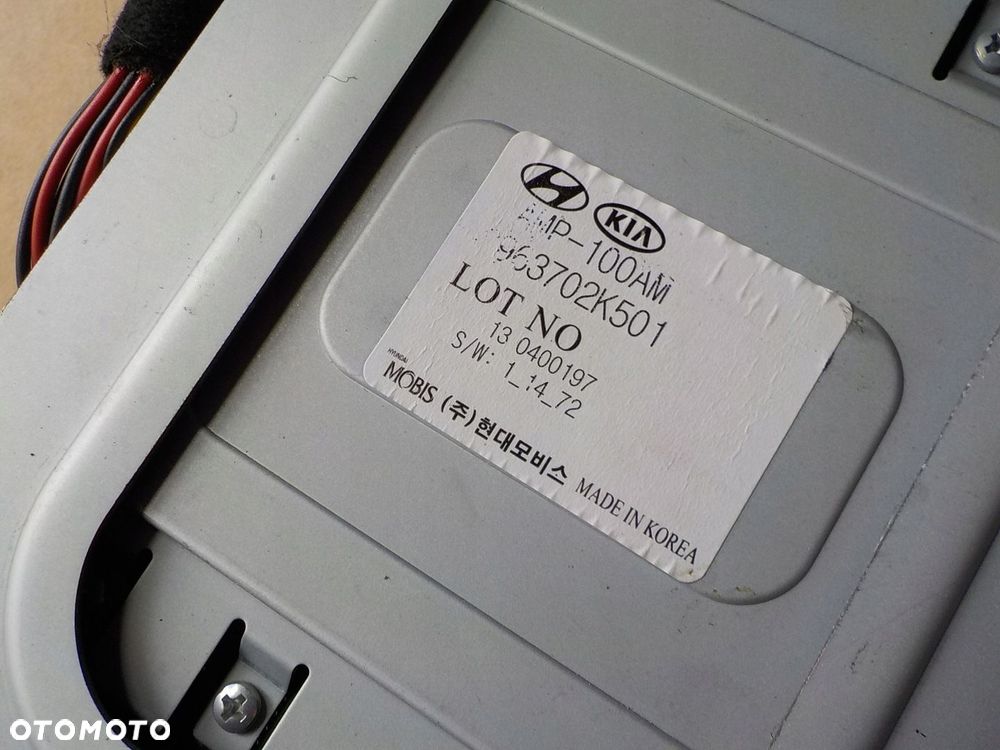 KIA
AMP-100AM
963702K501
LOT NO
13 0400197
S/W: 1_14_72
HYUNDAI
MOBIS (주)현대모비스 MADE IN KOREA
OTOMOTO